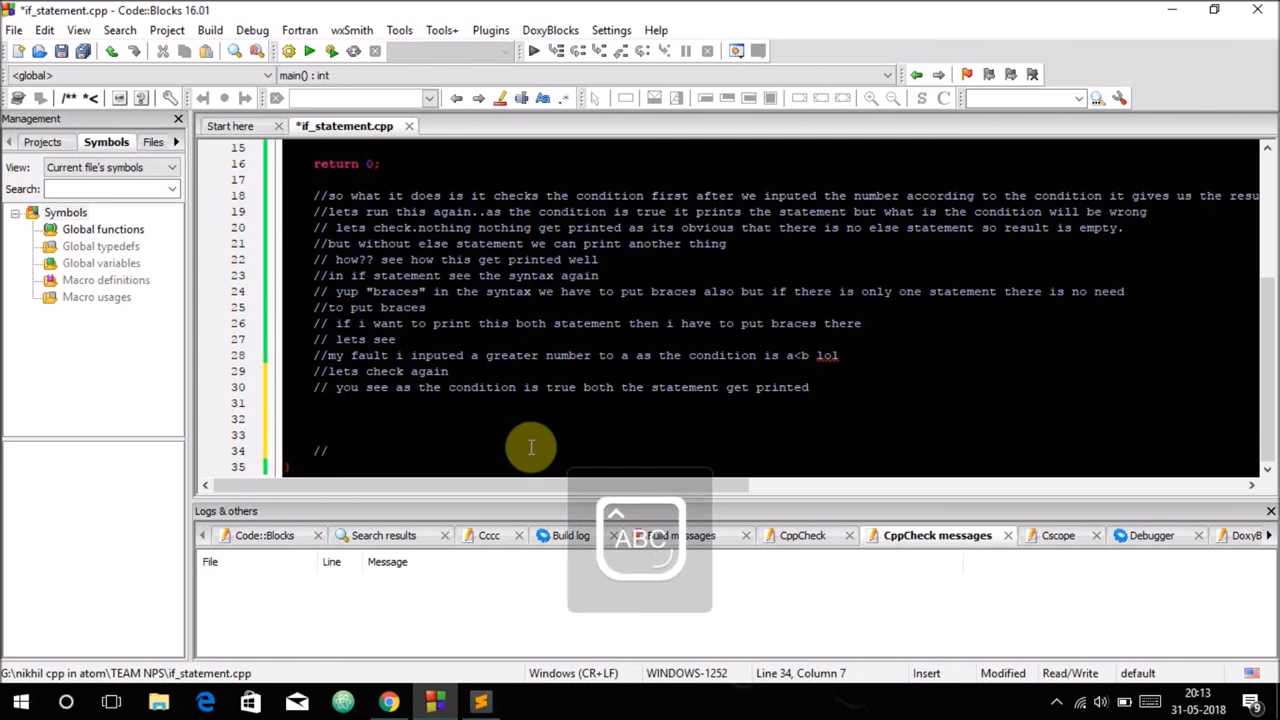 *if_statement.cpp - Code::Blocks 16.01
File Edit View Search Project Build Debug Fortran wxSmith Tools Tools+ Plugins DoxyBlocks Settings Help
<global> main() : int
/** *<
S C
Management
Start here *if_statement.cpp
Projects Symbols Files
View: Current file's symbols
Search:
Symbols
Global functions
Global typedefs
Global variables
Macro definitions
Macro usages
15
16 return 0;
17
18 //so what it does is it checks the condition first after we inputed the number according to the condition it gives us the resu
19 //lets run this again..as the condition is true it prints the statement but what is the condition will be wrong
20 // lets check.nothing nothing get printed as its obvious that there is no else statement so result is empty.
21 //but without else statement we can print another thing
22 // how?? see how this get printed well
23 //in if statement see the syntax again
24 // yup "braces" in the syntax we have to put braces also but if there is only one statement there is no need
25 //to put braces
26 // if i want to print this both statement then i have to put braces there
27 // lets see
28 //my fault i inputed a greater number to a as the condition is a<b lol
29 //lets check again
30 // you see as the condition is true both the statement get printed
31
32
33
34 //
35 }
Logs & others
Code::Blocks Search results Cccc Build log Build messages CppCheck CppCheck messages Cscope Debugger DoxyB
File Line Message
ABC
G:\nikhil cpp in atom\TEAM NPS\if_statement.cpp Windows (CR+LF) WINDOWS-1252 Line 34, Column 7 Insert Modified Read/Write default
20:13
31-05-2018
9